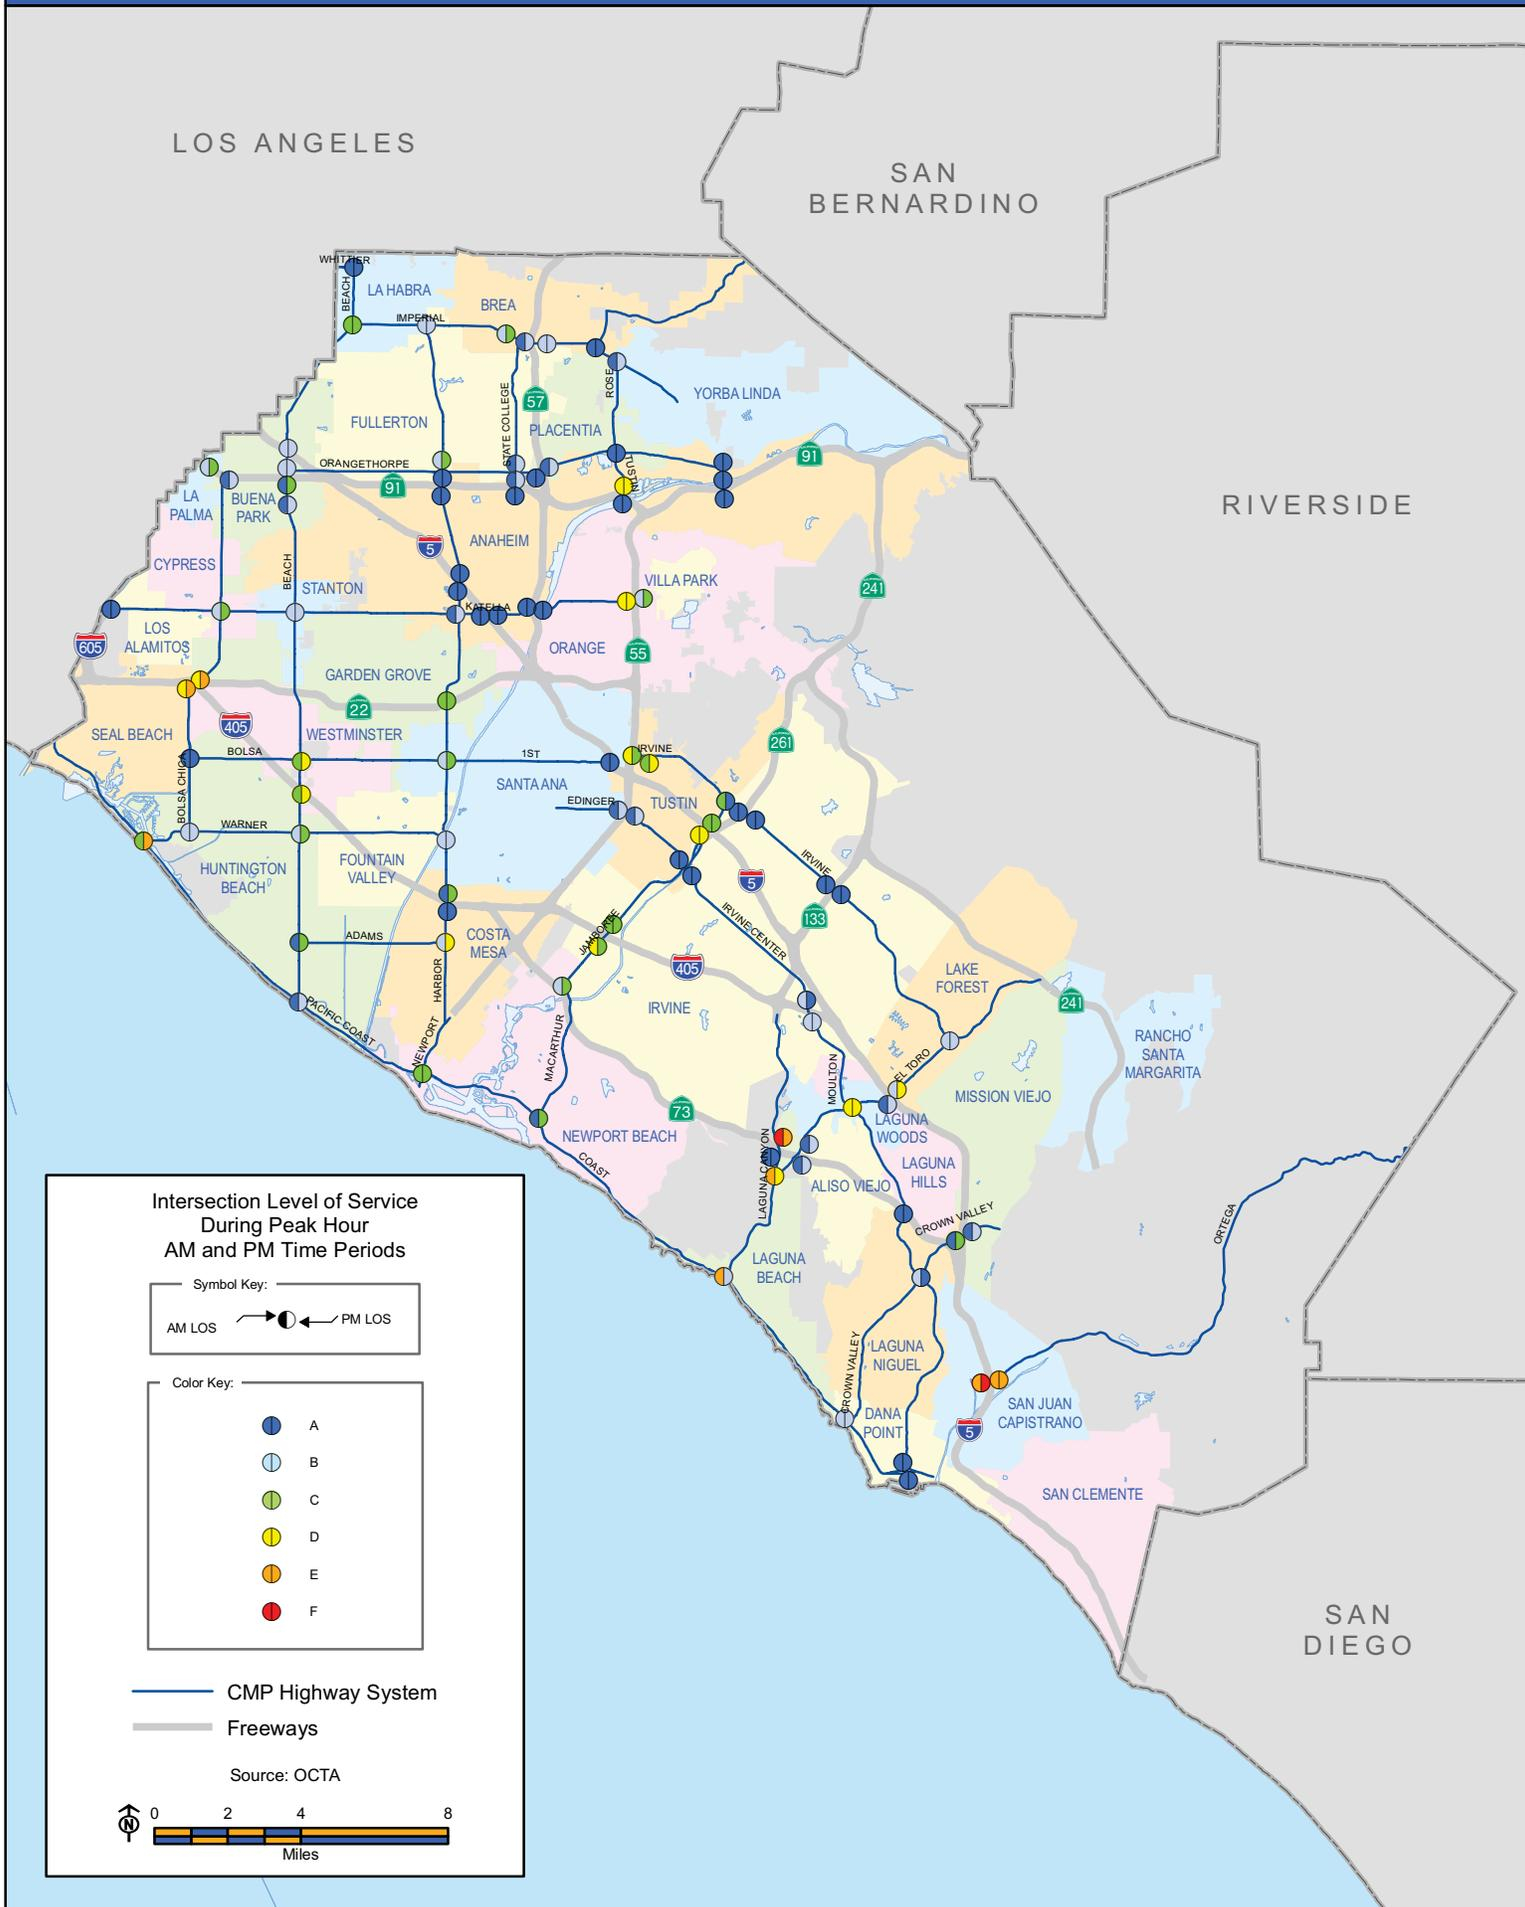 LOS ANGELES
SAN
BERNARDINO
RIVERSIDE
WHITTIER
BEACH
LA HABRA
IMPERIAL
BREA
ROSE
YORBA LINDA
57
STATE COLLEGE
FULLERTON
PLACENTIA
ORANGETHORPE
91
TUSTIN
91
LA
PALMA
BUENA
PARK
ANAHEIM
5
CYPRESS
BEACH
STANTON
VILLA PARK
241
KATELLA
LOS
ALAMITOS
605
ORANGE
55
GARDEN GROVE
22
405
SEAL BEACH
WESTMINSTER
261
BOLSA
1ST
IRVINE
BOLSA CHICA
SANTA ANA
EDINGER
TUSTIN
WARNER
HUNTINGTON
BEACH
FOUNTAIN
VALLEY
IRVINE
5
133
JAMBOREE
IRVINE CENTER
ADAMS
COSTA
MESA
405
HARBOR
LAKE
FOREST
241
IRVINE
PACIFIC COAST
NEWPORT
MACARTHUR
RANCHO
SANTA
MARGARITA
MOULTON
EL TORO
MISSION VIEJO
73
LAGUNA
WOODS
NEWPORT BEACH
COAST
LAGUNA CANYON
LAGUNA
HILLS
ALISO VIEJO
CROWN VALLEY
ORTEGA
LAGUNA
BEACH
CROWN VALLEY
LAGUNA
NIGUEL
DANA
POINT
SAN JUAN
CAPISTRANO
5
SAN CLEMENTE
SAN
DIEGO
Intersection Level of Service
During Peak Hour
AM and PM Time Periods
Symbol Key:
AM LOS
PM LOS
Color Key:
A
B
C
D
E
F
CMP Highway System
Freeways
Source: OCTA
N
0 2 4 8
Miles